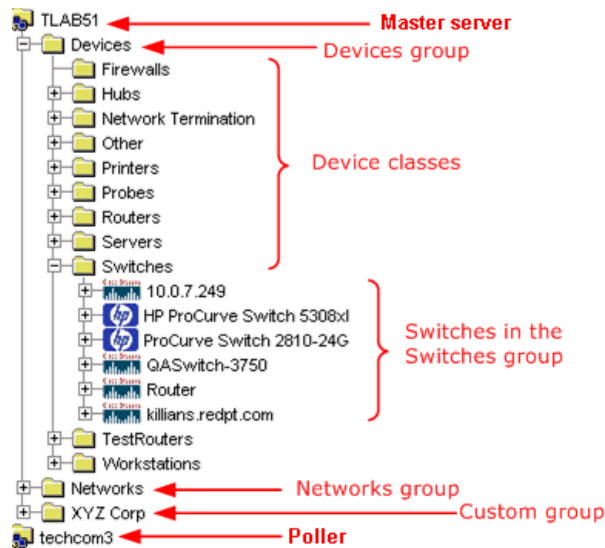 TLAB51 Master server
Devices Devices group
Firewalls
Hubs
Network Termination
Other
Printers Device classes
Probes
Routers
Servers
Switches
10.0.7.249
HP ProCurve Switch 5308xl
ProCurve Switch 2810-24G Switches in the
QASwitch-3750 Switches group
Router
killians.redpt.com
TestRouters
Workstations
Networks Networks group
XYZ Corp Custom group
techcom3 Poller